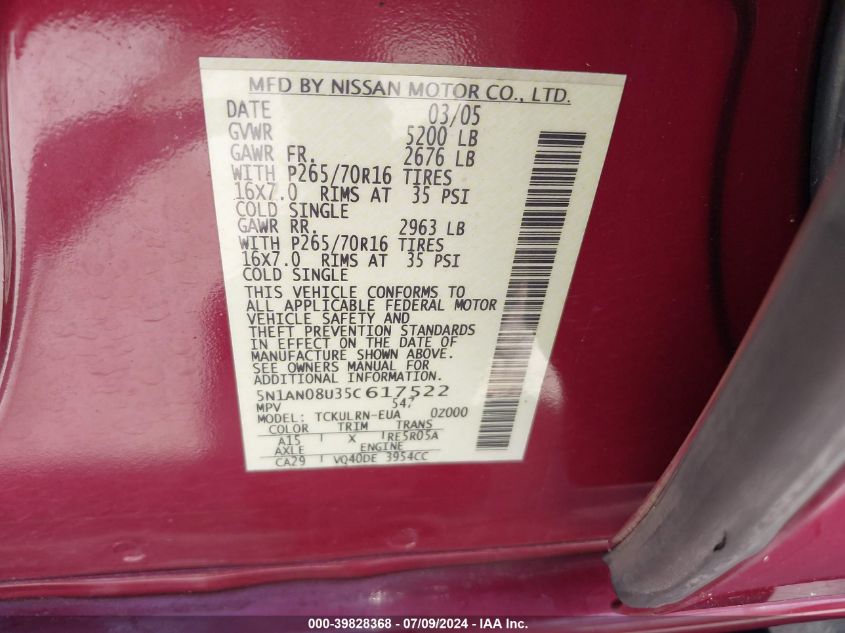 MFD BY NISSAN MOTOR CO., LTD.
DATE 03/05
GVWR 5200 LB
GAWR FR. 2676 LB
WITH P265/70R16 TIRES
16X7.0 RIMS AT 35 PSI
COLD SINGLE
GAWR RR. 2963 LB
WITH P265/70R16 TIRES
16X7.0 RIMS AT 35 PSI
COLD SINGLE
THIS VEHICLE CONFORMS TO
ALL APPLICABLE FEDERAL MOTOR
VEHICLE SAFETY AND
THEFT PREVENTION STANDARDS
IN EFFECT ON THE DATE OF
MANUFACTURE SHOWN ABOVE.
SEE OWNERS MANUAL FOR
ADDITIONAL INFORMATION.
5N1AN08U35C617522
MPV 547
MODEL: TCKULRN-EUA 0Z000
COLOR TRIM TRANS
A15 X RE5R05A
AXLE ENGINE
CA29 VQ40DE 3954CC
000-39828368 / 07/09/2024 - IAA Inc.